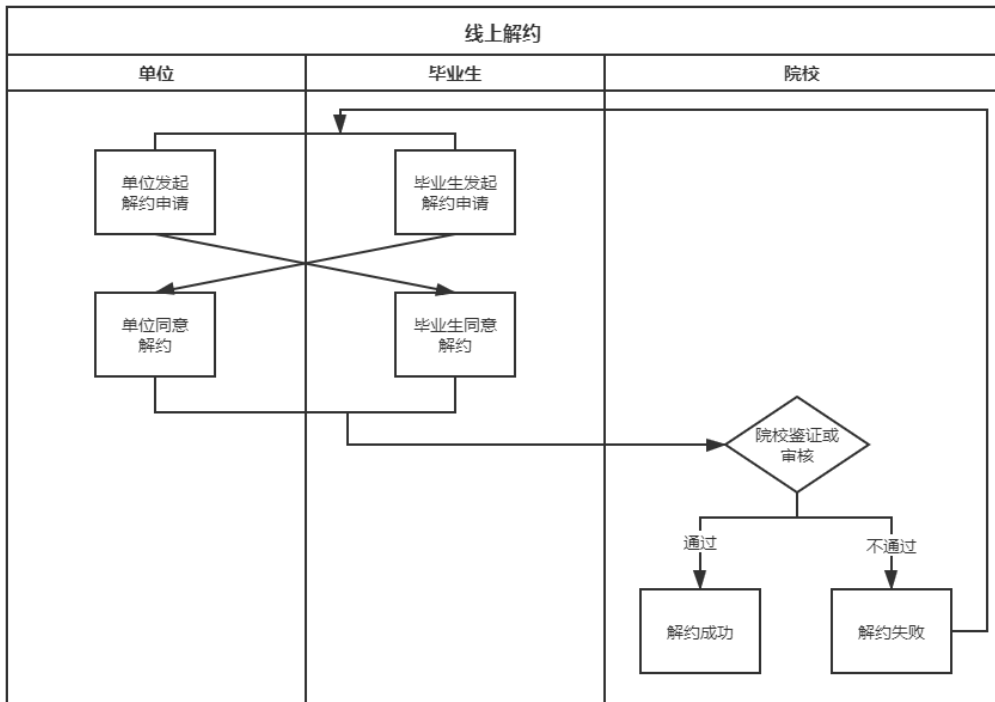 线上解约
单位
毕业生
院校
单位发起
解约申请
毕业生发起
解约申请
单位同意
解约
毕业生同意
解约
院校鉴证或
审核
通过
不通过
解约成功
解约失败